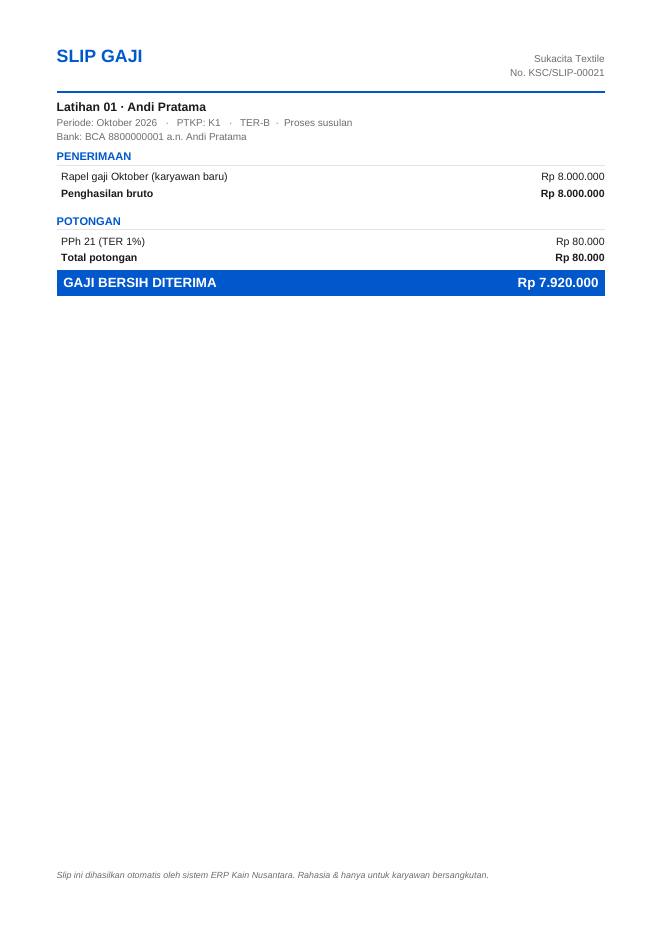 SLIP GAJI
Sukacita Textile
No. KSC/SLIP-00021
Latihan 01 · Andi Pratama
Periode: Oktober 2026 · PTKP: K1 · TER-B · Proses susulan
Bank: BCA 8800000001 a.n. Andi Pratama
PENERIMAAN
Rapel gaji Oktober (karyawan baru) Rp 8.000.000
Penghasilan bruto Rp 8.000.000
POTONGAN
PPh 21 (TER 1%) Rp 80.000
Total potongan Rp 80.000
GAJI BERSIH DITERIMA Rp 7.920.000
Slip ini dihasilkan otomatis oleh sistem ERP Kain Nusantara. Rahasia & hanya untuk karyawan bersangkutan.